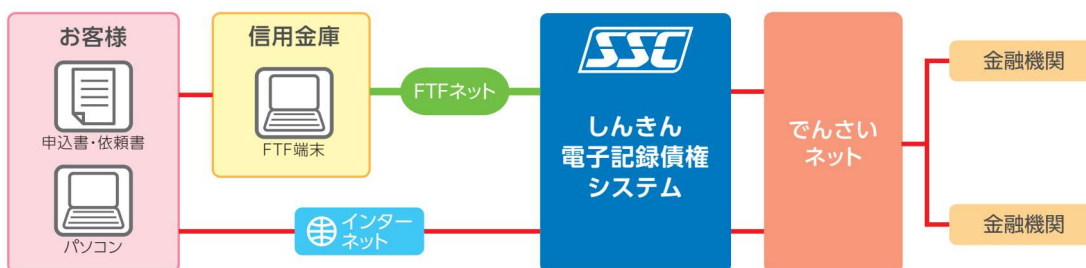 お客様
申込書・依頼書
パソコン
信用金庫
FTF端末
FTFネット
インター
ネット
SSC
しんきん
電子記録債権
システム
でんさい
ネット
金融機関
金融機関